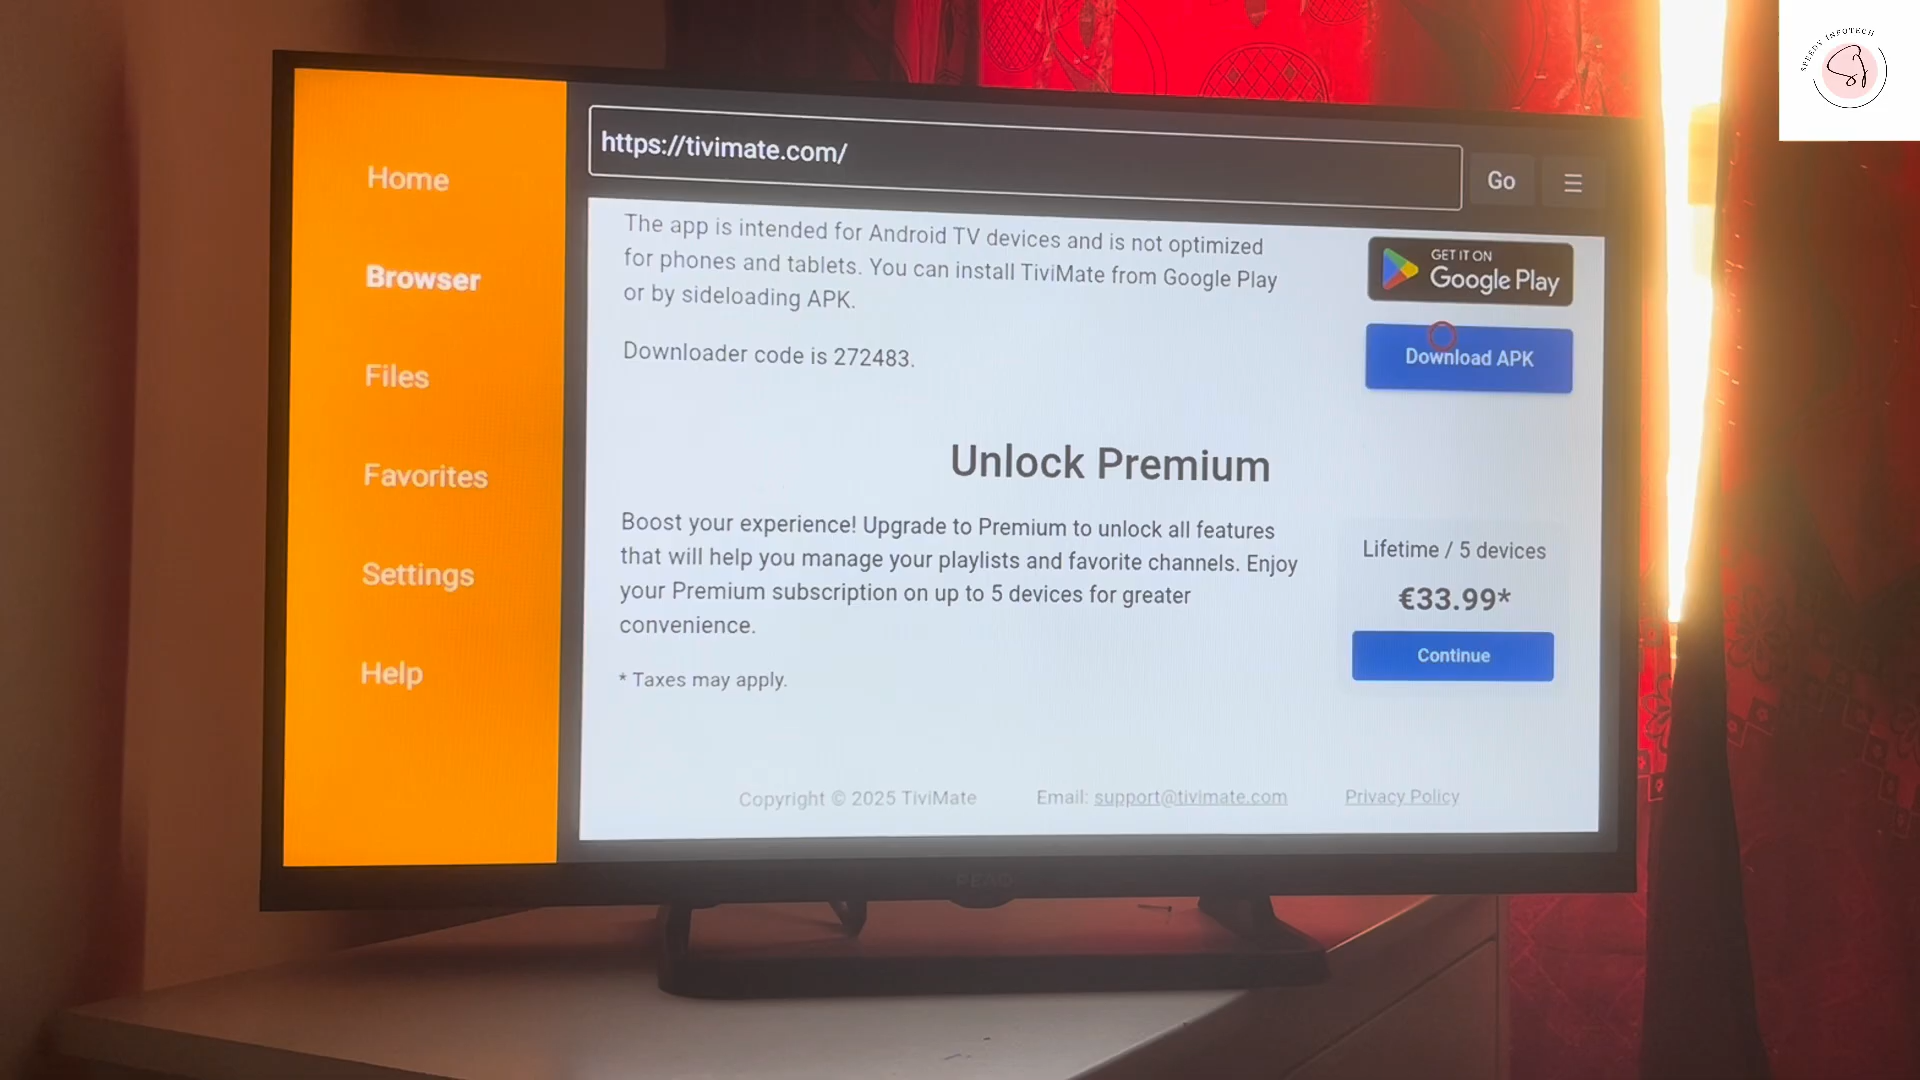 SPEEDY INFOTECH
Home
Browser
Files
Favorites
Settings
Help
https://tivimate.com/
Go
The app is intended for Android TV devices and is not optimized
for phones and tablets. You can install TiviMate from Google Play
or by sideloading APK.
Downloader code is 272483.
GET IT ON
Google Play
Download APK
Unlock Premium
Boost your experience! Upgrade to Premium to unlock all features
that will help you manage your playlists and favorite channels. Enjoy
your Premium subscription on up to 5 devices for greater
convenience.
* Taxes may apply.
Lifetime / 5 devices
€33.99*
Continue
Copyright © 2025 TiviMate
Email: support@tivimate.com
Privacy Policy